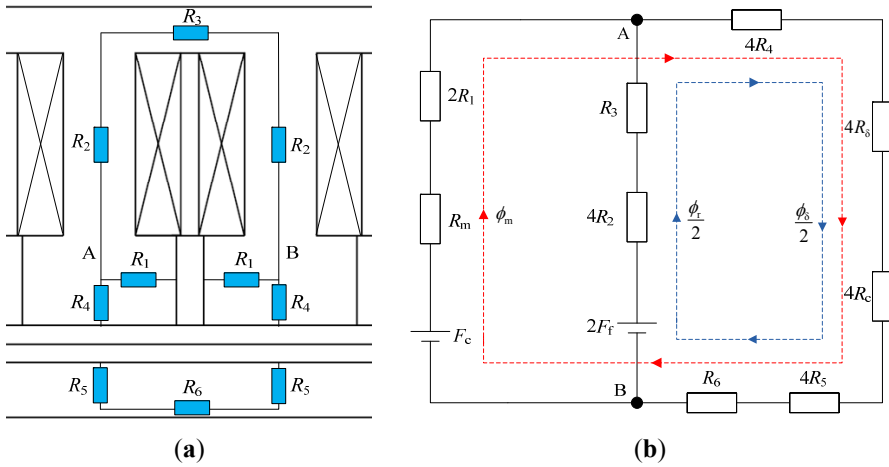 R3
R2
R2
A
B
R1
R1
R4
R4
R5
R6
R5
(a)
A
4R4
2R1
R3
4Rδ
Rm
ϕm
4R2
ϕr/2
ϕδ/2
4Rc
Fc
2Ff
B
R6
4R5
(b)